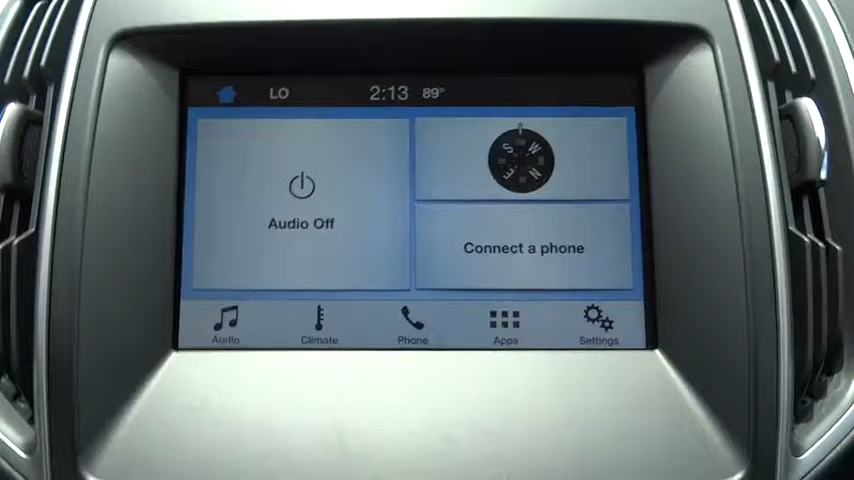 LO 2:13 89°
Audio Off
S W
E N
Connect a phone
Audio Climate Phone Apps Settings